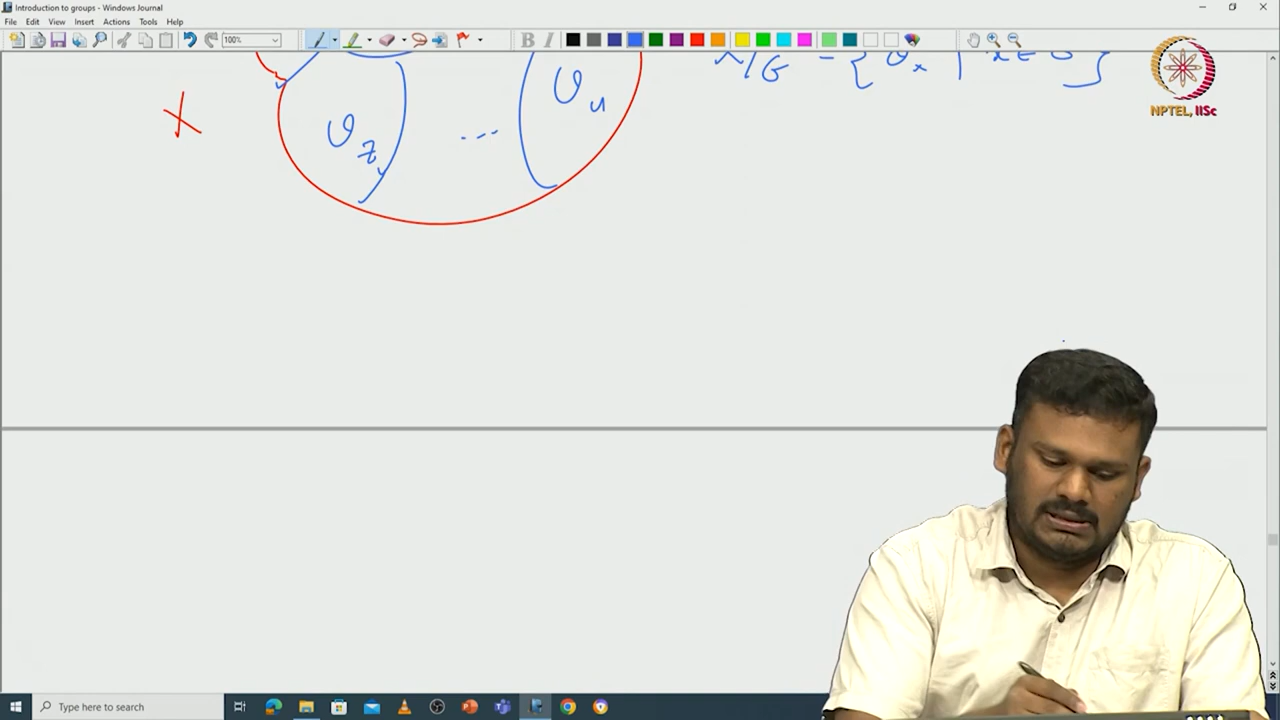 Introduction to groups - Windows Journal
File Edit View Insert Actions Tools Help
100%
B I
NPTEL, IISc
X
O_z
...
O_u
X/G = {O_x | x ∈
Type here to search